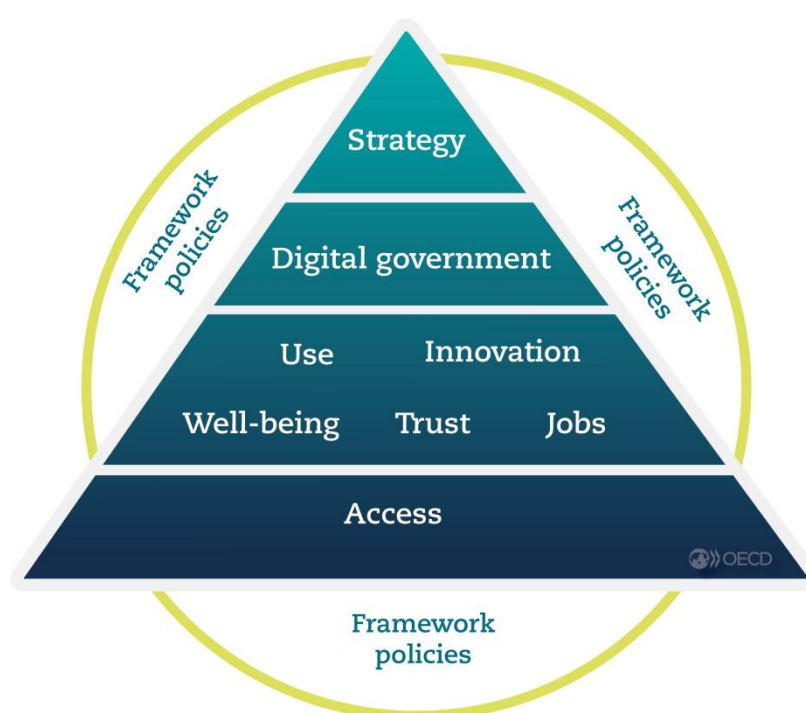 Strategy
Framework
policies
Framework
policies
Digital government
Use Innovation
Well-being Trust Jobs
Access
OECD
Framework
policies